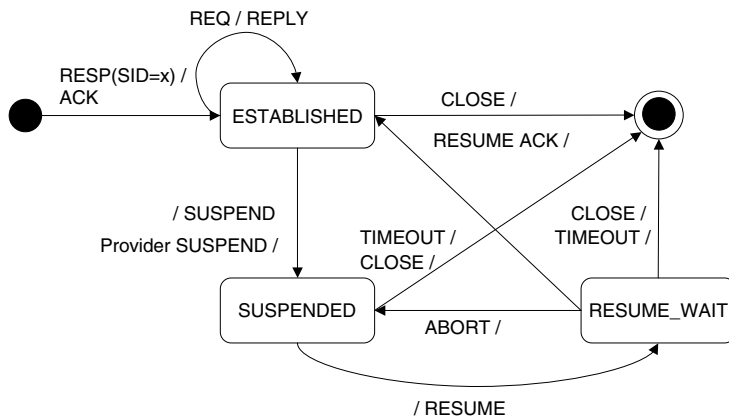 REQ / REPLY
RESP(SID=x) /
ACK
ESTABLISHED
CLOSE /
RESUME ACK /
/ SUSPEND
Provider SUSPEND /
TIMEOUT /
CLOSE /
CLOSE /
TIMEOUT /
SUSPENDED
ABORT /
RESUME_WAIT
/ RESUME